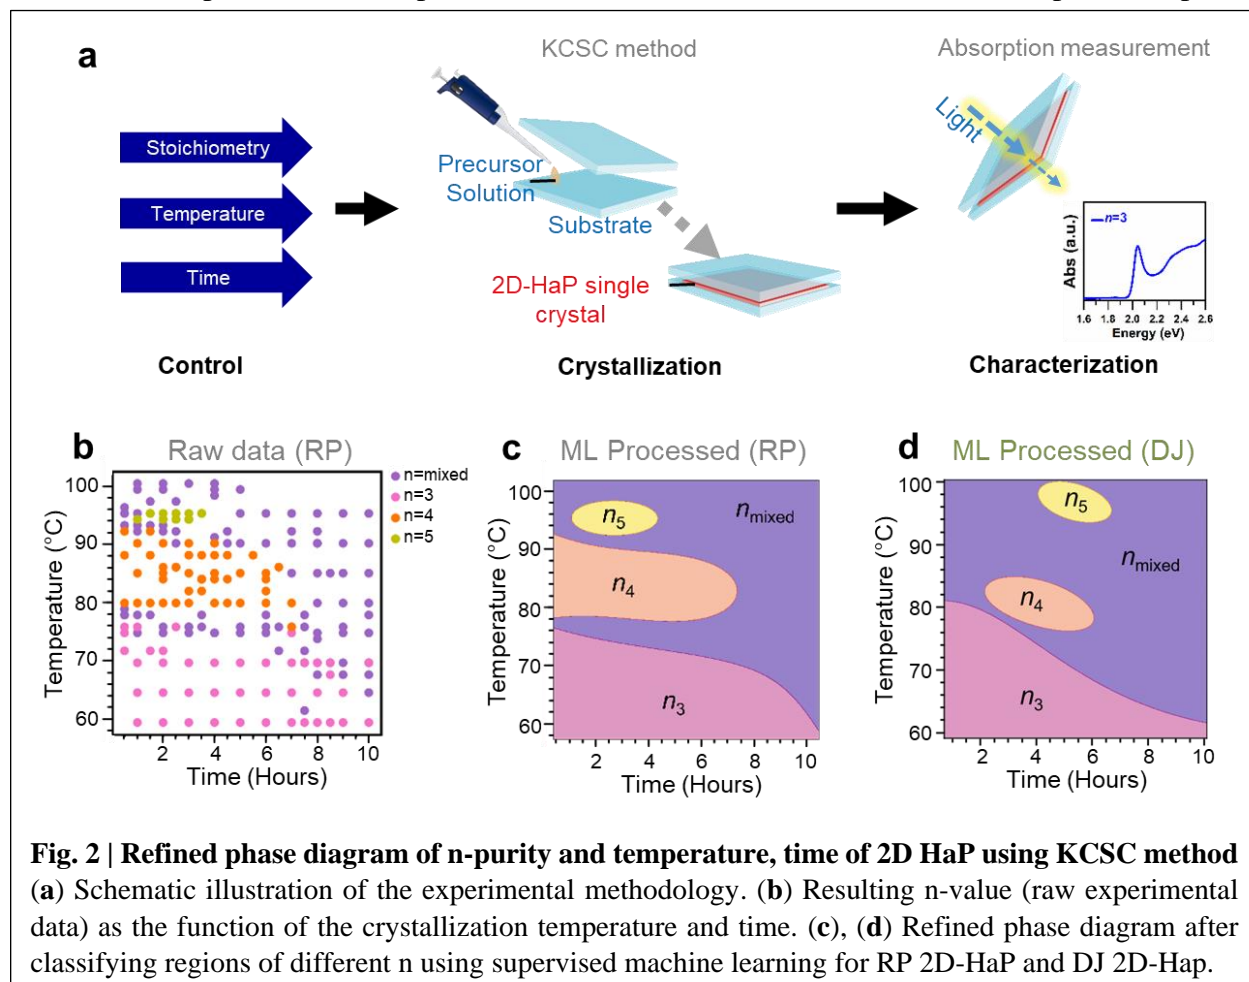 a
KCSC method
Absorption measurement
Stoichiometry
Temperature
Time
Precursor
Solution
Substrate
2D-HaP single
crystal
Light
Abs (a.u.)
n=3
1.6 1.8 2.0 2.2 2.4 2.6
Energy (eV)
Control
Crystallization
Characterization
b
Raw data (RP)
n=mixed
n=3
n=4
n=5
Temperature (°C)
100
90
80
70
60
2 4 6 8 10
Time (Hours)
c
ML Processed (RP)
Temperature (°C)
100
90
80
70
60
n5
nmixed
n4
n3
2 4 6 8 10
Time (Hours)
d
ML Processed (DJ)
Temperature (°C)
100
90
80
70
60
n5
nmixed
n4
n3
2 4 6 8 10
Time (Hours)
Fig. 2 | Refined phase diagram of n-purity and temperature, time of 2D HaP using KCSC method
(a) Schematic illustration of the experimental methodology. (b) Resulting n-value (raw experimental
data) as the function of the crystallization temperature and time. (c), (d) Refined phase diagram after
classifying regions of different n using supervised machine learning for RP 2D-HaP and DJ 2D-Hap.